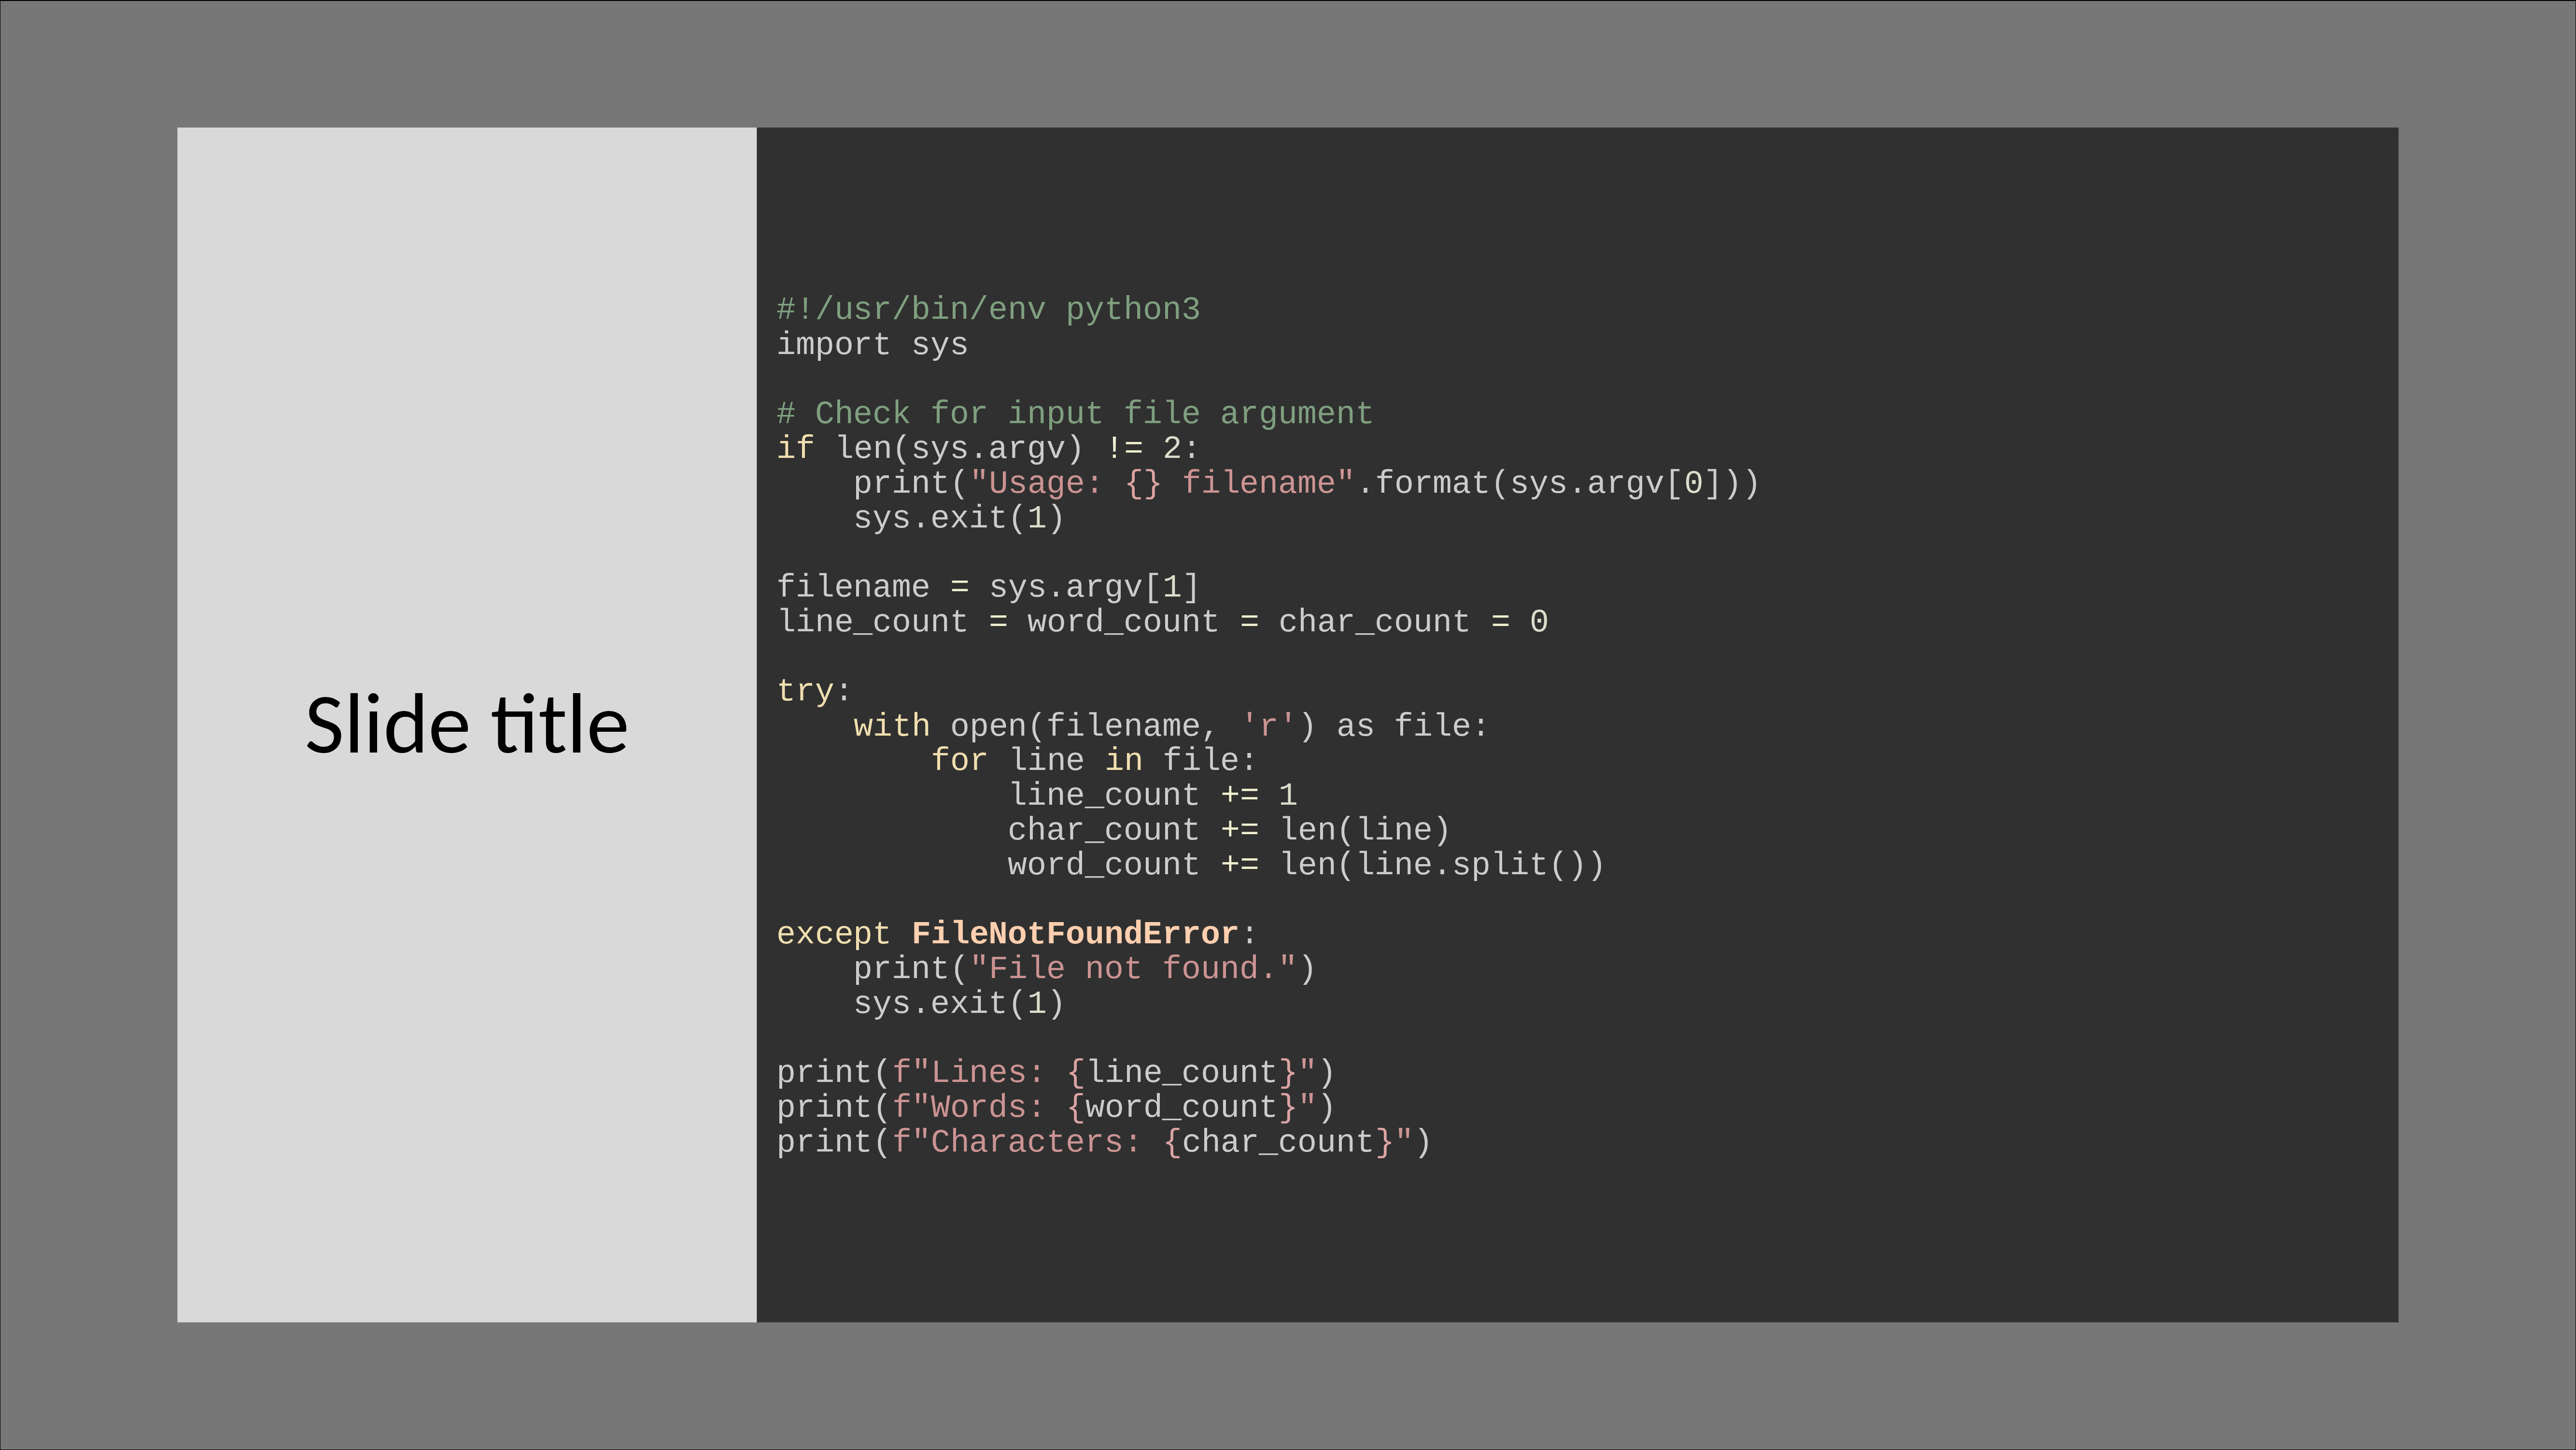 Slide title
#!/usr/bin/env python3
import sys

# Check for input file argument
if len(sys.argv) != 2:
    print("Usage: {} filename".format(sys.argv[0]))
    sys.exit(1)

filename = sys.argv[1]
line_count = word_count = char_count = 0

try:
    with open(filename, 'r') as file:
        for line in file:
            line_count += 1
            char_count += len(line)
            word_count += len(line.split())

except FileNotFoundError:
    print("File not found.")
    sys.exit(1)

print(f"Lines: {line_count}")
print(f"Words: {word_count}")
print(f"Characters: {char_count}")